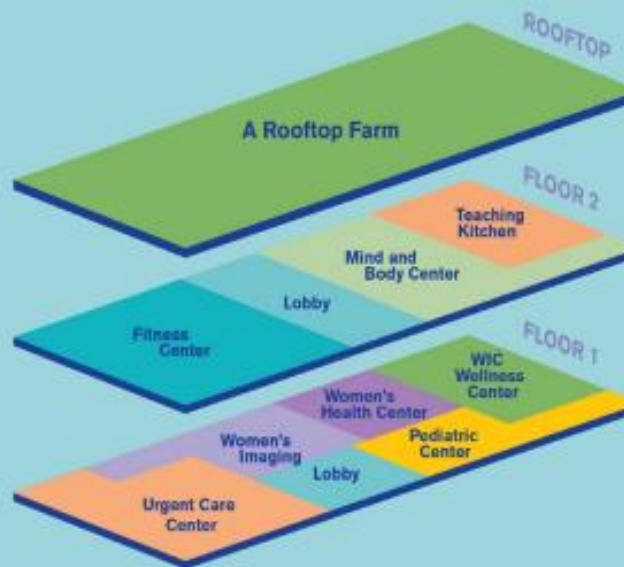 ROOFTOP
A Rooftop Farm
FLOOR 2
Teaching
Kitchen
Mind and
Body Center
Lobby
Fitness
Center
FLOOR 1
WIC
Wellness
Center
Women's
Health Center
Pediatric
Center
Women's
Imaging
Lobby
Urgent Care
Center